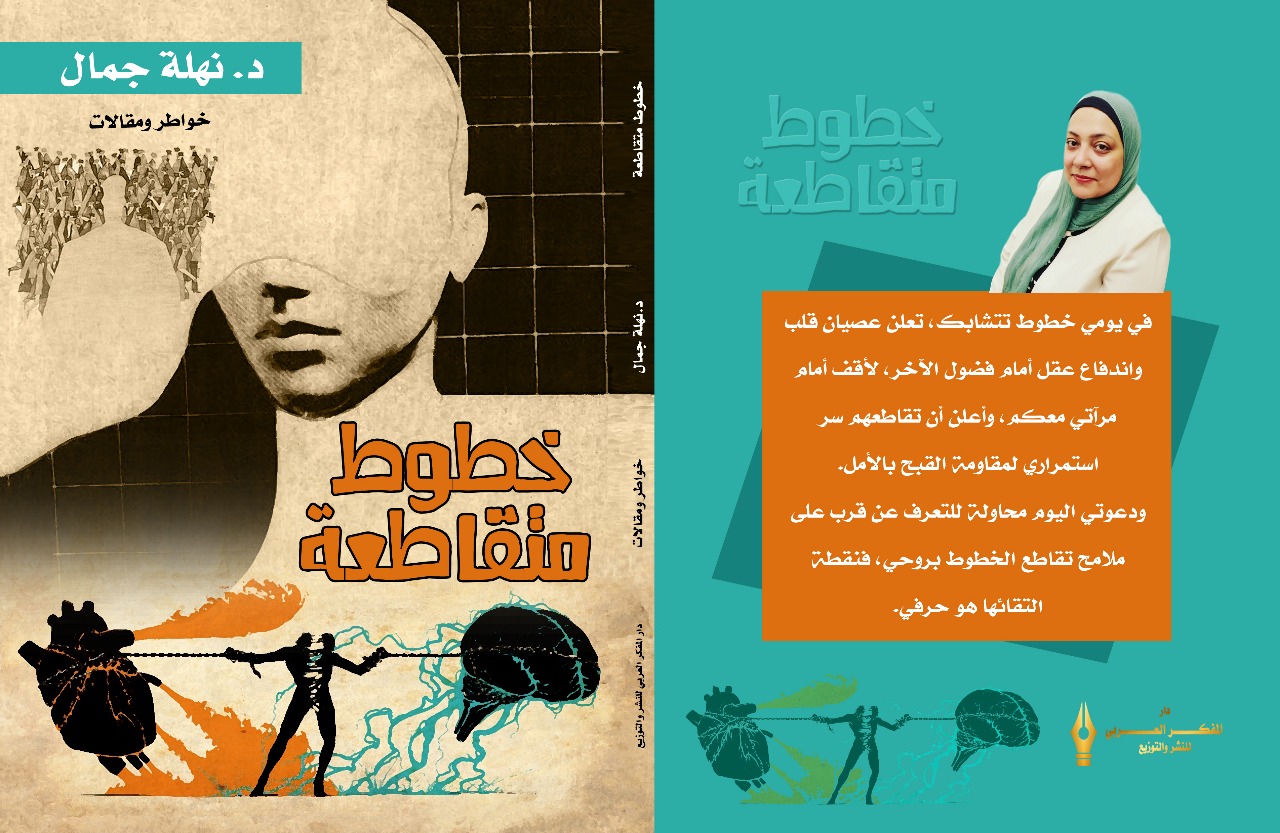 د. نهلة جمال
خواطر ومقالات
خطوط
متقاطعة
خطوط متقاطعة
د.نهلة جمال
خواطر ومقالات
دار المفكر العربي للنشر والتوزيع
خطوط
متقاطعة
في يومي خطوط تتشابك، تعلن عصيان قلب
واندفاع عقل أمام فضول الآخر، لأقف أمام
مرآتي معكم، وأعلن أن تقاطعهم سر
استمراري لمقاومة القبح بالأمل.
ودعوتي اليوم محاولة للتعرف عن قرب على
ملامح تقاطع الخطوط بروحي، فنقطة
التقائها هو حرفي.
دار
المفكر العربي
للنشر والتوزيع